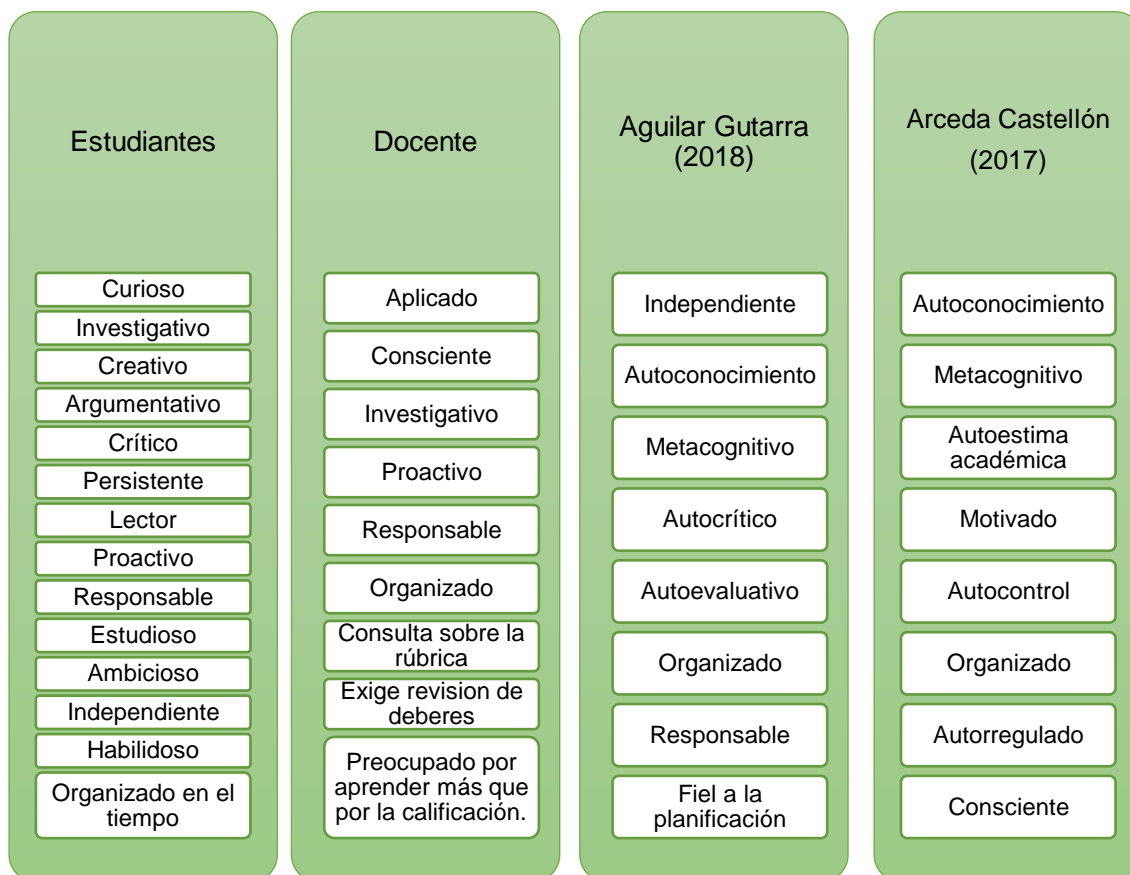 Estudiantes
Curioso
Investigativo
Creativo
Argumentativo
Crítico
Persistente
Lector
Proactivo
Responsable
Estudioso
Ambicioso
Independiente
Habilidoso
Organizado en el
tiempo
Docente
Aplicado
Consciente
Investigativo
Proactivo
Responsable
Organizado
Consulta sobre la
rúbrica
Exige revision de
deberes
Preocupado por
aprender más que
por la calificación.
Aguilar Gutarra
(2018)
Independiente
Autoconocimiento
Metacognitivo
Autocrítico
Autoevaluativo
Organizado
Responsable
Fiel a la
planificación
Arceda Castellón
(2017)
Autoconocimiento
Metacognitivo
Autoestima
académica
Motivado
Autocontrol
Organizado
Autorregulado
Consciente